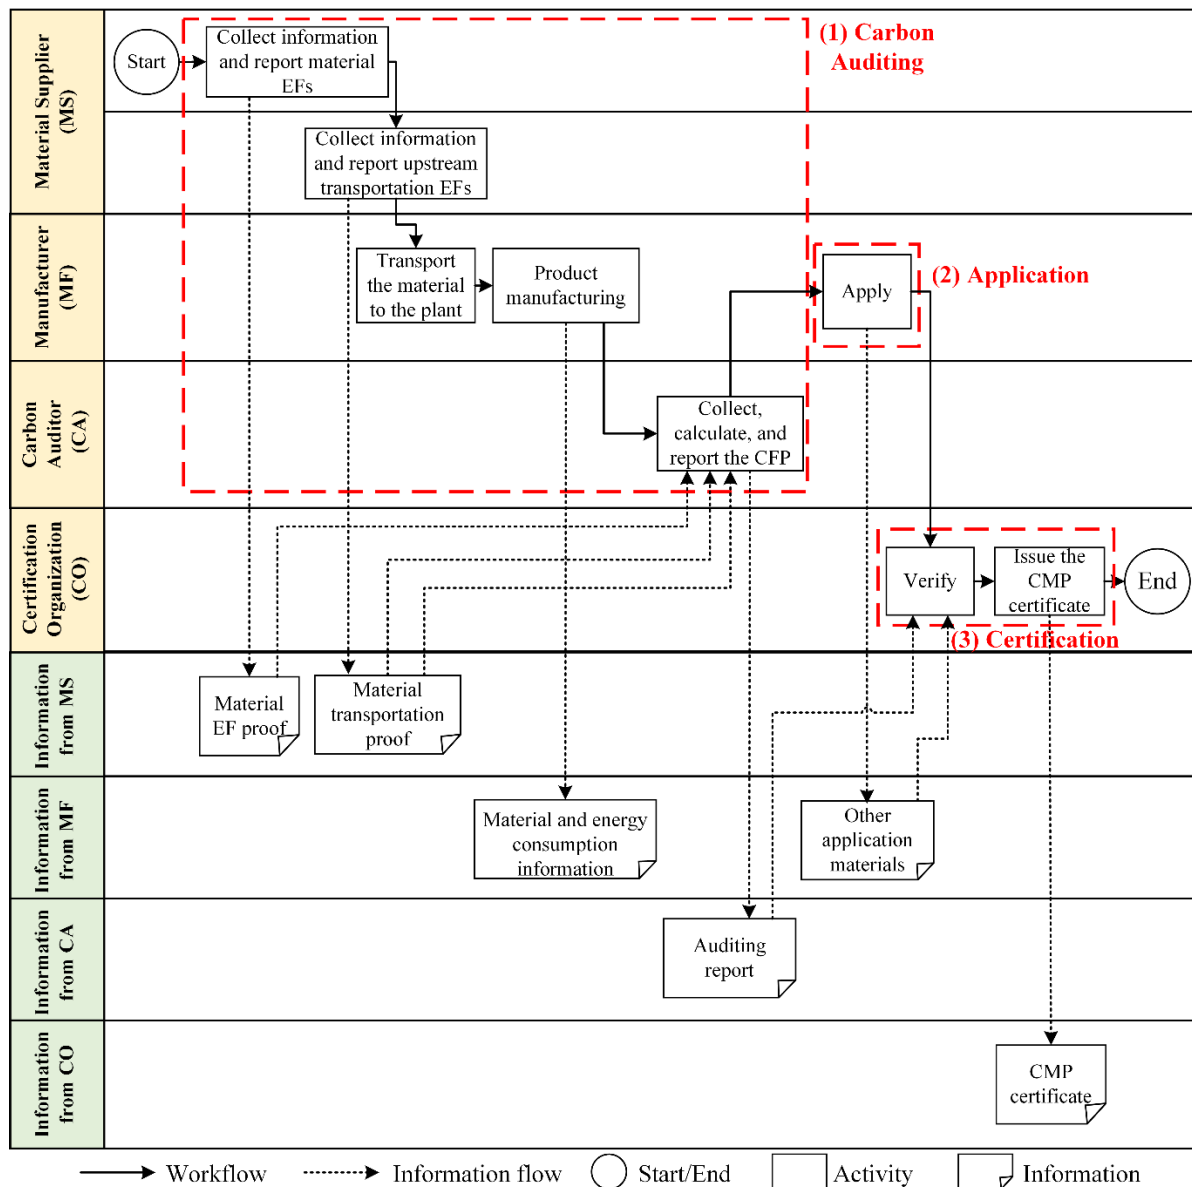 Material Supplier
(MS)
Start
Collect information
and report material
EFs
(1) Carbon
Auditing
Collect information
and report upstream
transportation EFs
Manufacturer
(MF)
Transport
the material
to the plant
Product
manufacturing
Apply
(2) Application
Carbon
Auditor
(CA)
Collect,
calculate, and
report the CFP
Certification
Organization
(CO)
Verify
Issue the
CMP
certificate
End
(3) Certification
Information
from MS
Material
EF proof
Material
transportation
proof
Information
from MF
Material and energy
consumption
information
Other
application
materials
Information
from CA
Auditing
report
Information
from CO
CMP
certificate
Workflow
Information flow
Start/End
Activity
Information